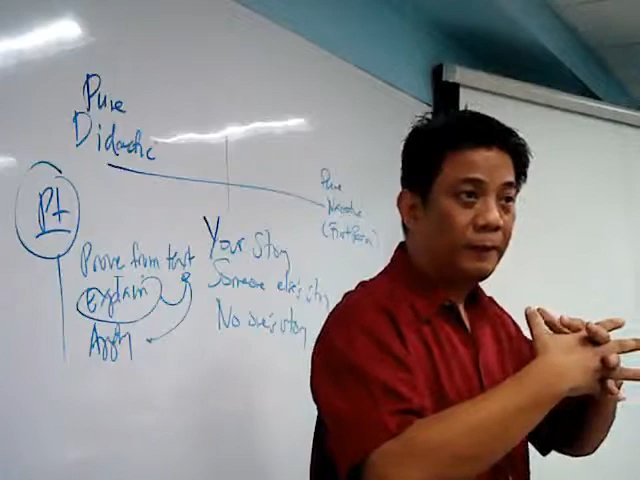 Pure
Didactic
Pure
Narrative
(First Person)
Pt
Prove from text
Explain
Apply
Your Story
Someone else's story
No one's story